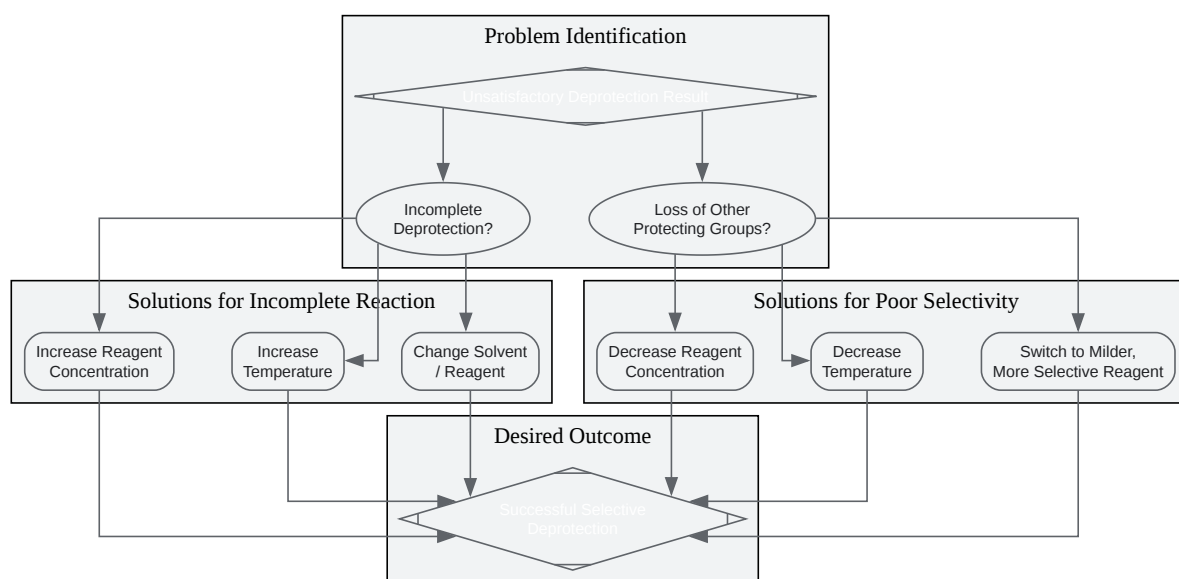 Problem Identification
Unsatisfactory Deprotection Result
Incomplete
Deprotection?
Loss of Other
Protecting Groups?
Solutions for Incomplete Reaction
Increase Reagent
Concentration
Increase
Temperature
Change Solvent
/ Reagent
Solutions for Poor Selectivity
Decrease Reagent
Concentration
Decrease
Temperature
Switch to Milder,
More Selective Reagent
Desired Outcome
Successful Selective
Deprotection